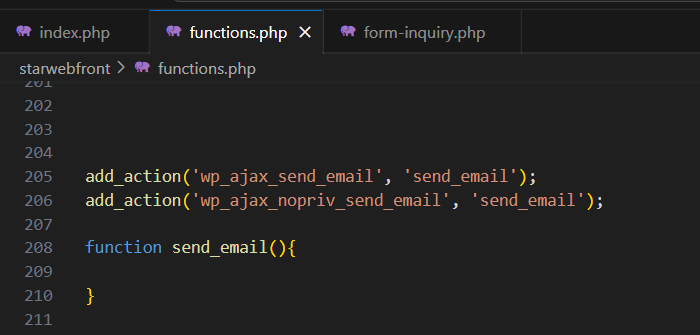 index.php
functions.php ×
form-inquiry.php
starwebfront > functions.php
201
202
203
204
205 add_action('wp_ajax_send_email', 'send_email');
206 add_action('wp_ajax_nopriv_send_email', 'send_email');
207
208 function send_email(){
209
210 }
211